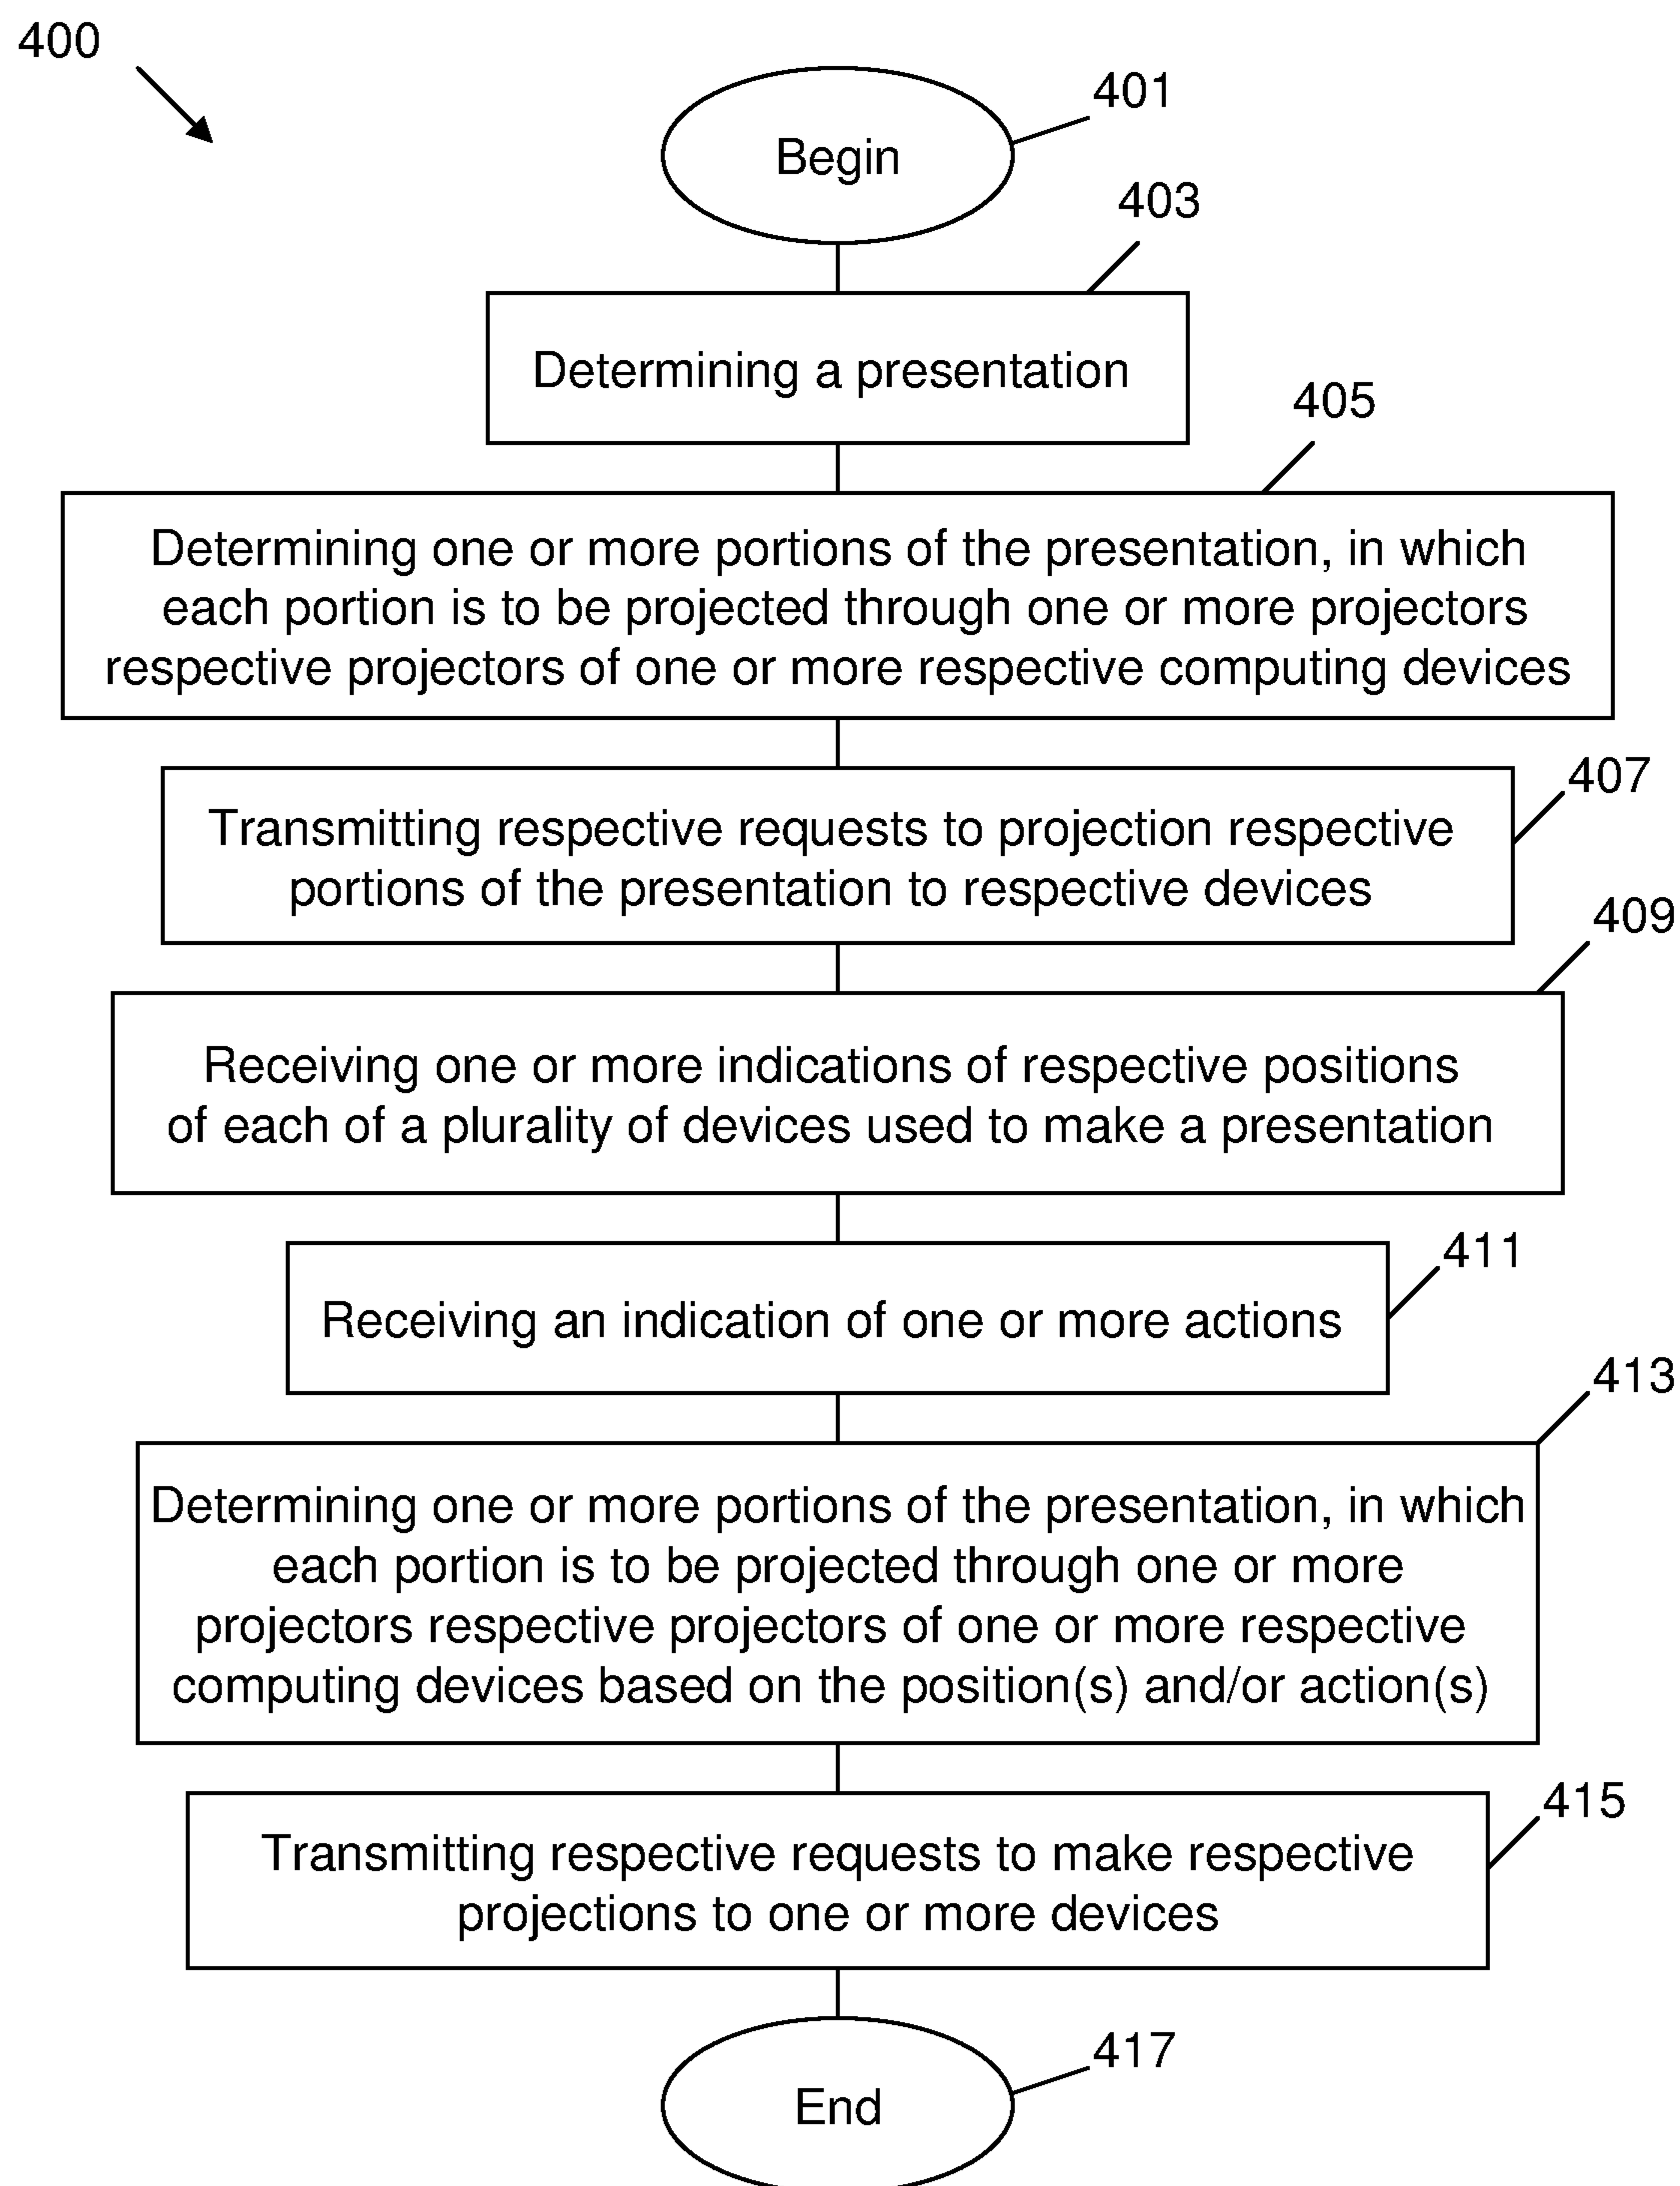 400
401
Begin
403
Determining a presentation
405
Determining one or more portions of the presentation, in which
each portion is to be projected through one or more projectors
respective projectors of one or more respective computing devices
407
Transmitting respective requests to projection respective
portions of the presentation to respective devices
409
Receiving one or more indications of respective positions
of each of a plurality of devices used to make a presentation
411
Receiving an indication of one or more actions
413
Determining one or more portions of the presentation, in which
each portion is to be projected through one or more
projectors respective projectors of one or more respective
computing devices based on the position(s) and/or action(s)
415
Transmitting respective requests to make respective
projections to one or more devices
417
End